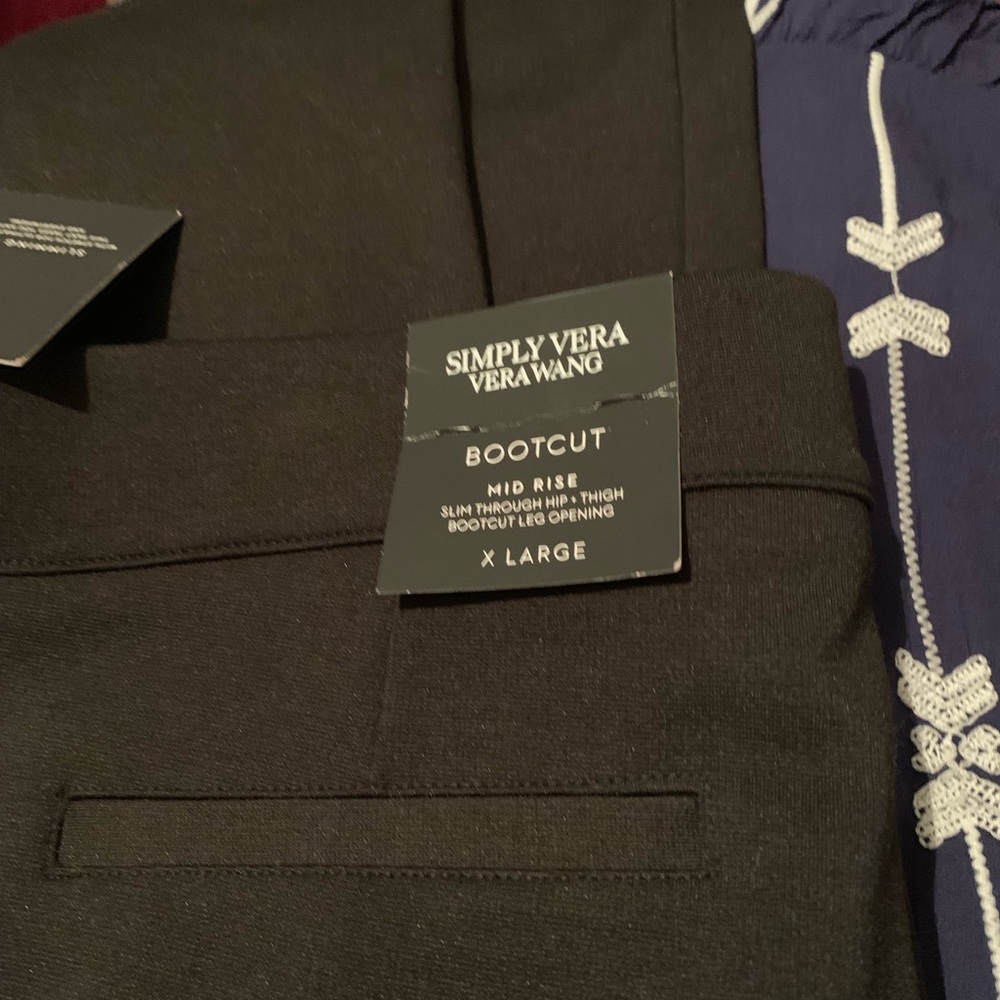 SIMPLY VERA
VERA WANG
BOOTCUT
MID RISE
SLIM THROUGH HIP + THIGH
BOOTCUT LEG OPENING
X LARGE